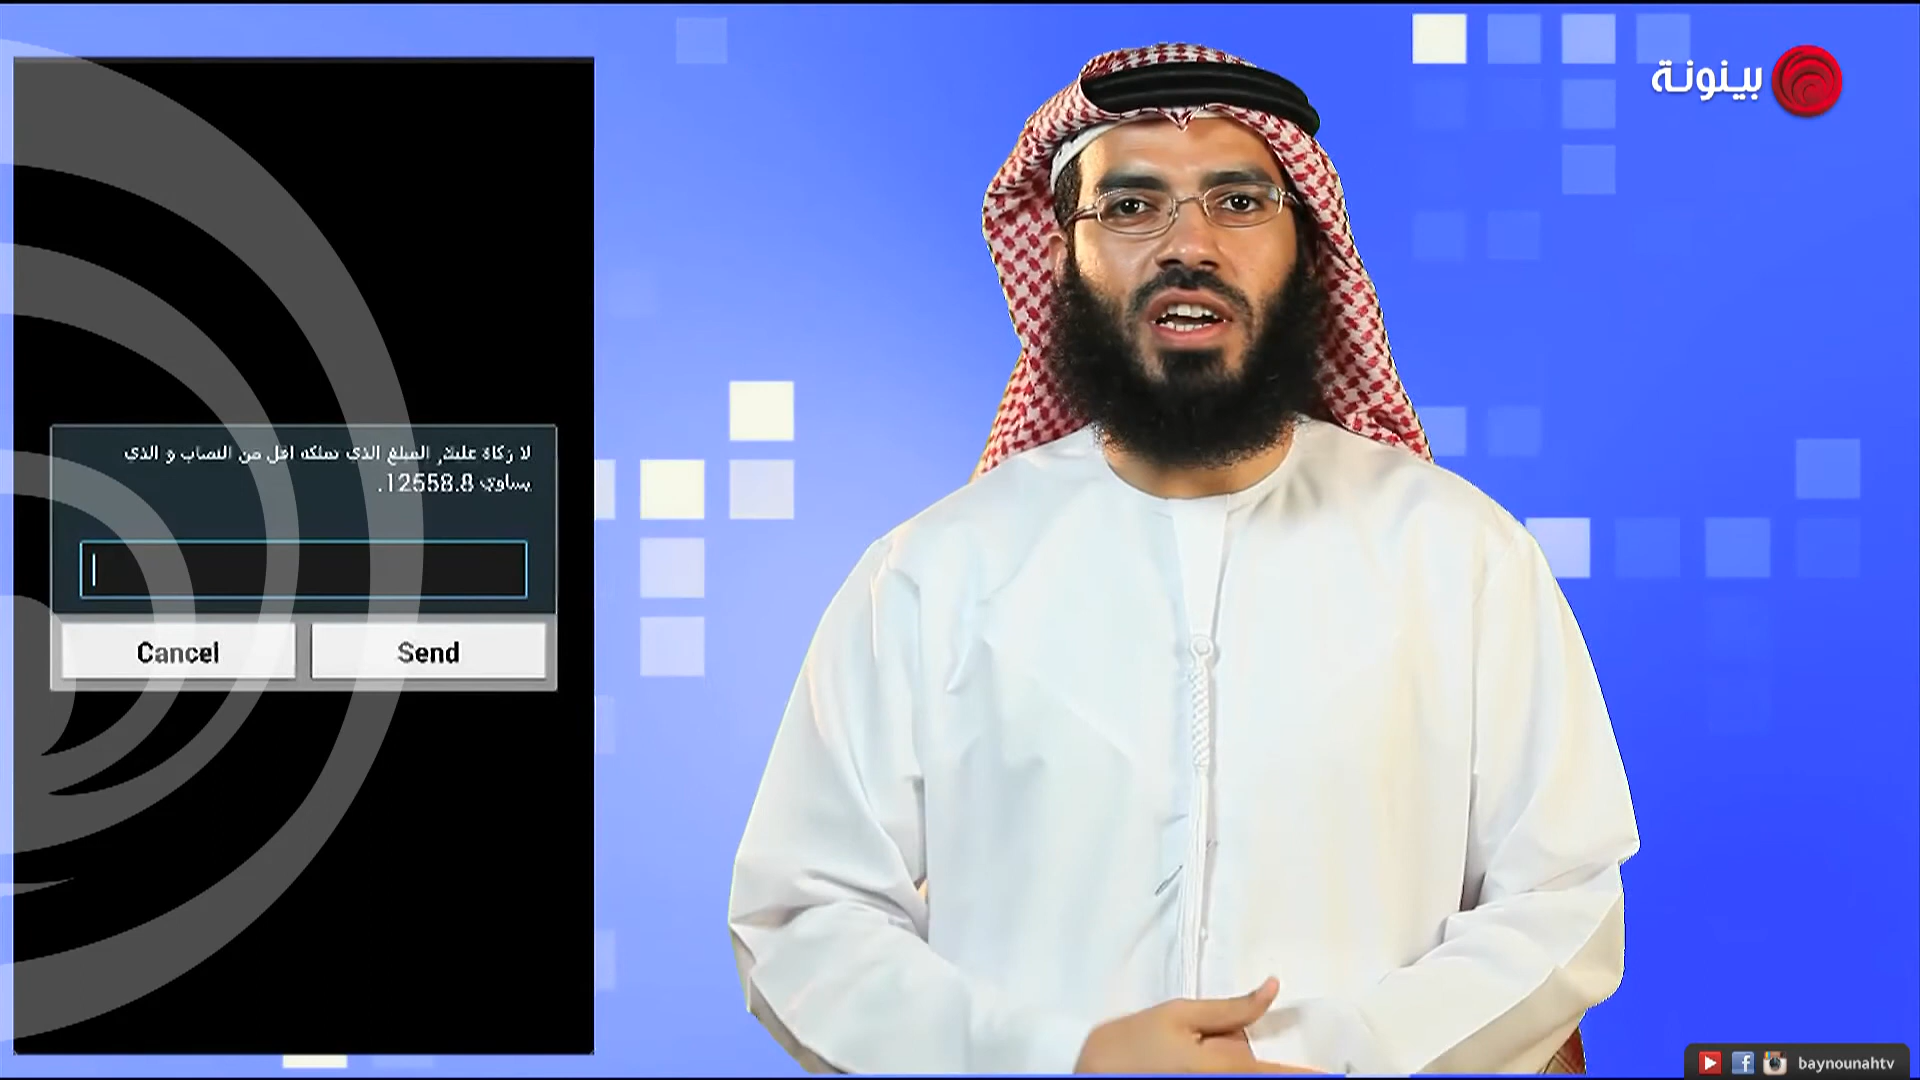 بينونة
لا زكاة عليك, المبلغ الذي تملكه اقل من النصاب و الذي
يساوي 12558.8.
Cancel
Send
baynounahtv